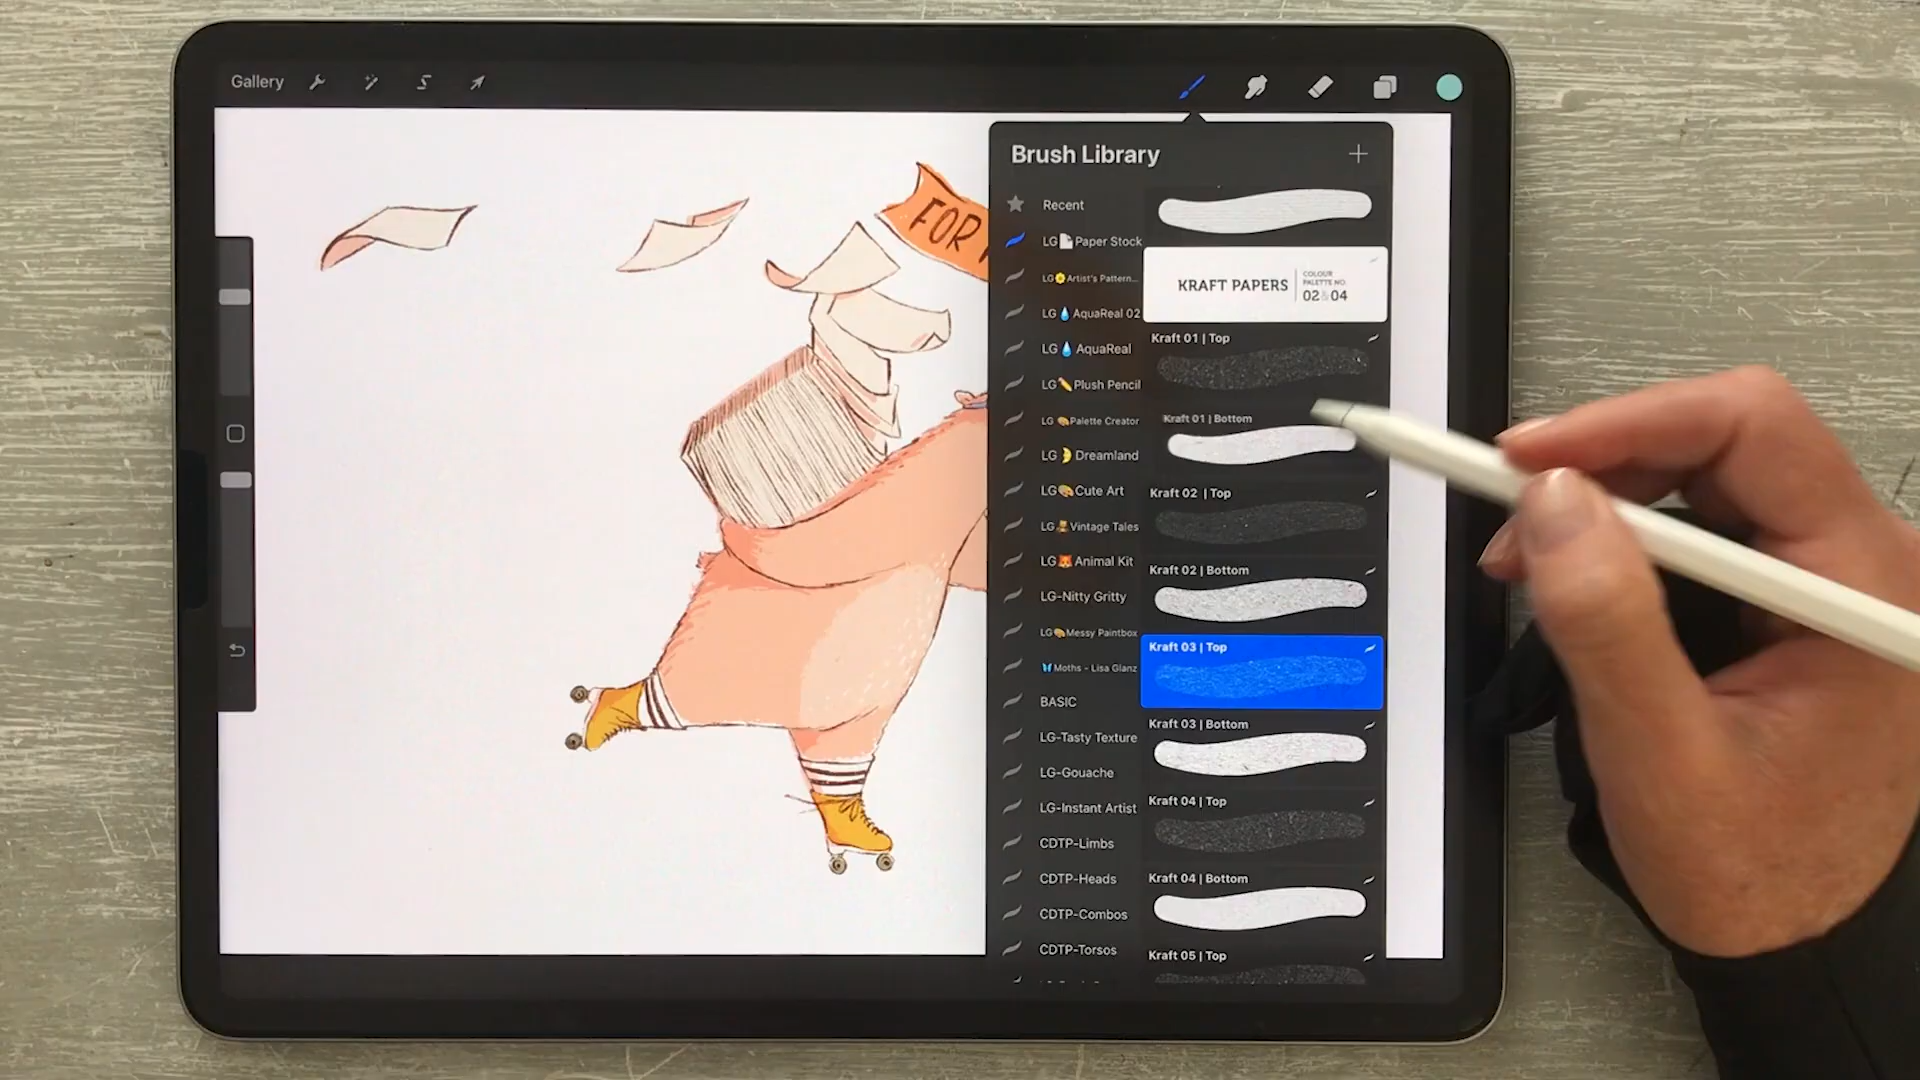 Gallery
FOR
Brush Library
Recent
LG Paper Stock
LG Artist's Pattern...
LG AquaReal 02
LG AquaReal
LG Plush Pencil
LG Palette Creator
LG Dreamland
LG Cute Art
LG Vintage Tales
LG Animal Kit
LG-Nitty Gritty
LG Messy Paintbox
Moths - Lisa Glanz
BASIC
LG-Tasty Texture
LG-Gouache
LG-Instant Artist
CDTP-Limbs
CDTP-Heads
CDTP-Combos
CDTP-Torsos
KRAFT PAPERS
COLOUR
PALETTE NO.
02&04
Kraft 01 | Top
Kraft 01 | Bottom
Kraft 02 | Top
Kraft 02 | Bottom
Kraft 03 | Top
Kraft 03 | Bottom
Kraft 04 | Top
Kraft 04 | Bottom
Kraft 05 | Top